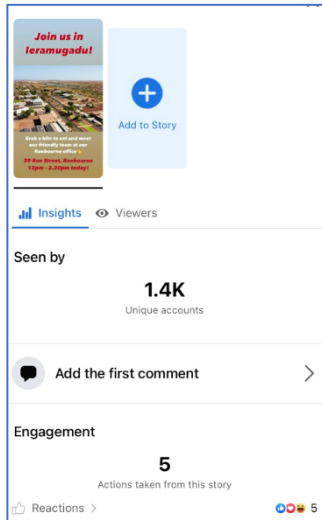 Join us in
Ieramugadu!
Grab a bite to eat and meet
our friendly team at our
Roebourne office
39 Roe Street, Roebourne
12pm - 2.30pm today!
Add to Story
Insights
Viewers
Seen by
1.4K
Unique accounts
Add the first comment
Engagement
5
Actions taken from this story
Reactions
5